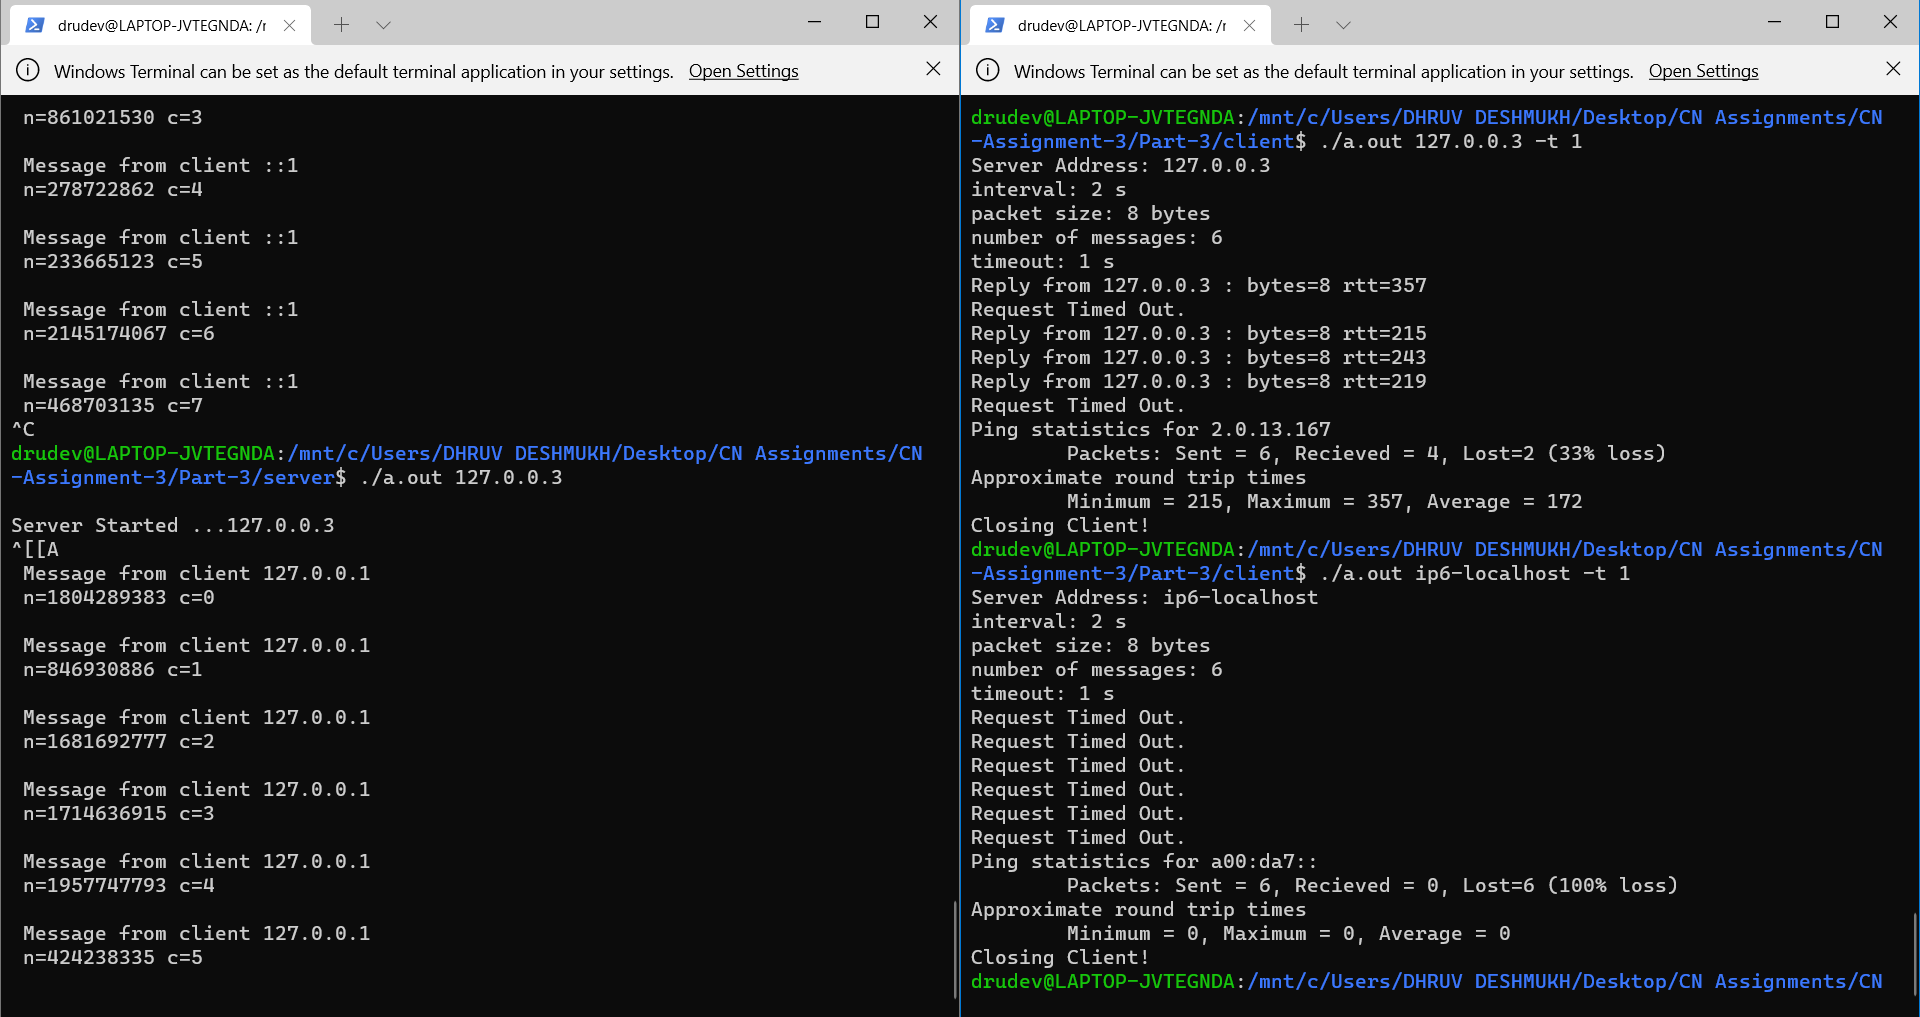 drudev@LAPTOP-JVTEGNDA: /r
Windows Terminal can be set as the default terminal application in your settings. Open Settings
n=861021530 c=3
Message from client ::1
n=278722862 c=4
Message from client ::1
n=233665123 c=5
Message from client ::1
n=2145174067 c=6
Message from client ::1
n=468703135 c=7
^C
drudev@LAPTOP-JVTEGNDA:/mnt/c/Users/DHRUV DESHMUKH/Desktop/CN Assignments/CN
-Assignment-3/Part-3/server$ ./a.out 127.0.0.3
Server Started ...127.0.0.3
^[[A
Message from client 127.0.0.1
n=1804289383 c=0
Message from client 127.0.0.1
n=846930886 c=1
Message from client 127.0.0.1
n=1681692777 c=2
Message from client 127.0.0.1
n=1714636915 c=3
Message from client 127.0.0.1
n=1957747793 c=4
Message from client 127.0.0.1
n=424238335 c=5
drudev@LAPTOP-JVTEGNDA: /r
Windows Terminal can be set as the default terminal application in your settings. Open Settings
drudev@LAPTOP-JVTEGNDA:/mnt/c/Users/DHRUV DESHMUKH/Desktop/CN Assignments/CN
-Assignment-3/Part-3/client$ ./a.out 127.0.0.3 -t 1
Server Address: 127.0.0.3
interval: 2 s
packet size: 8 bytes
number of messages: 6
timeout: 1 s
Reply from 127.0.0.3 : bytes=8 rtt=357
Request Timed Out.
Reply from 127.0.0.3 : bytes=8 rtt=215
Reply from 127.0.0.3 : bytes=8 rtt=243
Reply from 127.0.0.3 : bytes=8 rtt=219
Request Timed Out.
Ping statistics for 2.0.13.167
Packets: Sent = 6, Recieved = 4, Lost=2 (33% loss)
Approximate round trip times
Minimum = 215, Maximum = 357, Average = 172
Closing Client!
drudev@LAPTOP-JVTEGNDA:/mnt/c/Users/DHRUV DESHMUKH/Desktop/CN Assignments/CN
-Assignment-3/Part-3/client$ ./a.out ip6-localhost -t 1
Server Address: ip6-localhost
interval: 2 s
packet size: 8 bytes
number of messages: 6
timeout: 1 s
Request Timed Out.
Request Timed Out.
Request Timed Out.
Request Timed Out.
Request Timed Out.
Request Timed Out.
Ping statistics for a00:da7::
Packets: Sent = 6, Recieved = 0, Lost=6 (100% loss)
Approximate round trip times
Minimum = 0, Maximum = 0, Average = 0
Closing Client!
drudev@LAPTOP-JVTEGNDA:/mnt/c/Users/DHRUV DESHMUKH/Desktop/CN Assignments/CN